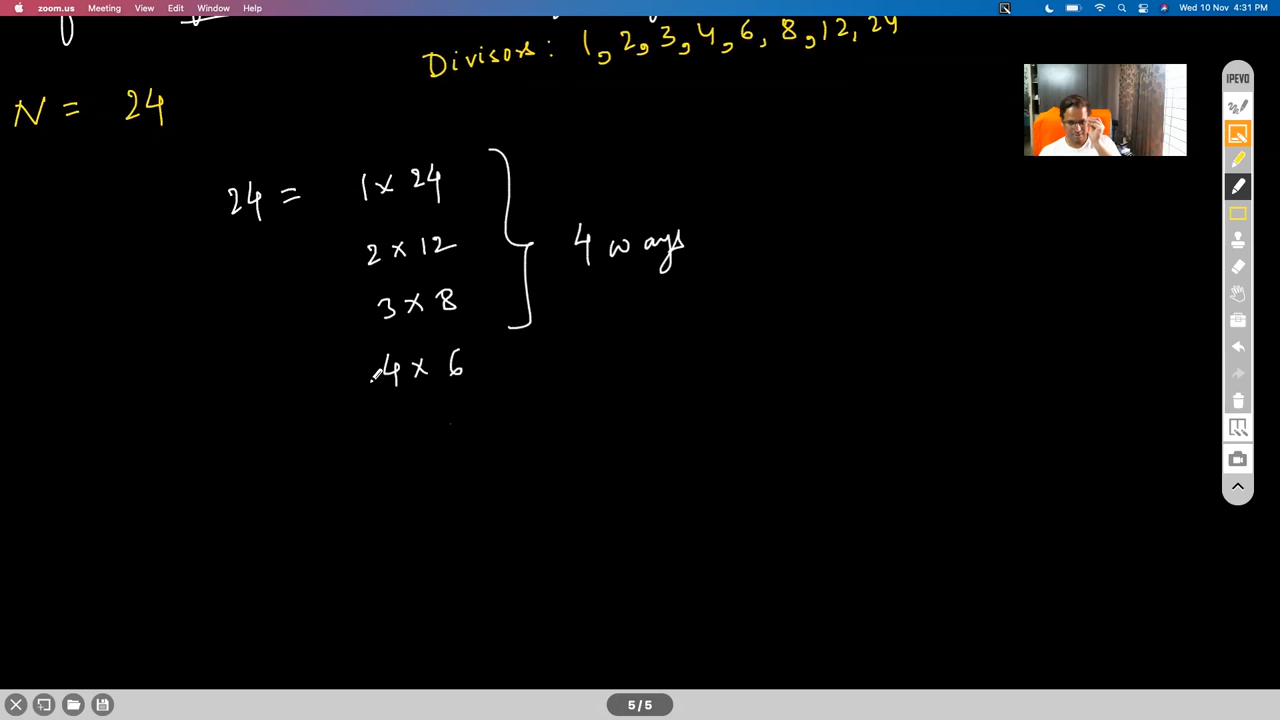 zoom.us Meeting View Edit Window Help Wed 10 Nov 4:31 PM
Divisors: 1, 2, 3, 4, 6, 8, 12, 24
IPEVO
N = 24
24 = 1 x 24
2 x 12
4 ways
3 x 8
4 x 6
5/5